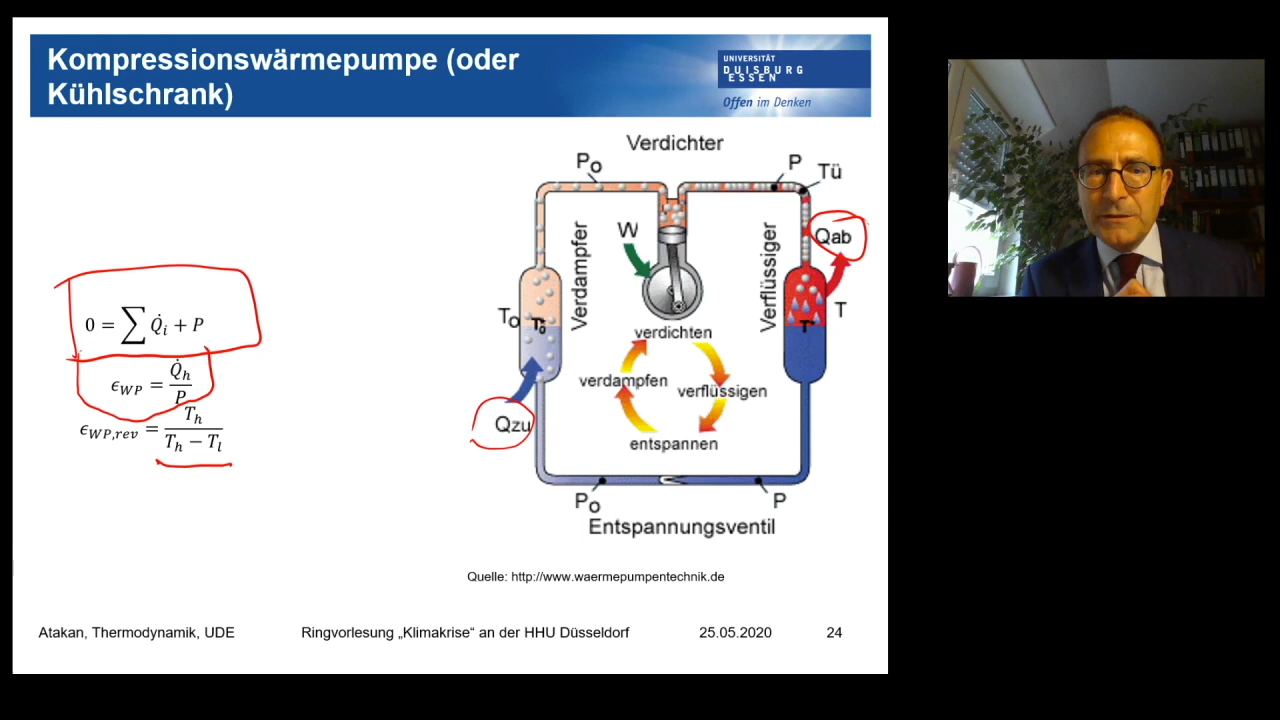 Kompressionswärmepumpe (oder
Kühlschrank)
UNIVERSITÄT
DUISBURG
ESSEN
Offen im Denken
0 = ∑ Q̇i + P
ϵWP = Q̇h / P
ϵWP,rev = Th / (Th − Tl)
Verdichter
Po
P
Tü
W
Qab
Verdampfer
Verflüssiger
To
To
T
T
verdichten
verdampfen
verflüssigen
entspannen
Qzu
Po
P
Entspannungsventil
Quelle: http://www.waermepumpentechnik.de
Atakan, Thermodynamik, UDE
Ringvorlesung „Klimakrise“ an der HHU Düsseldorf
25.05.2020
24